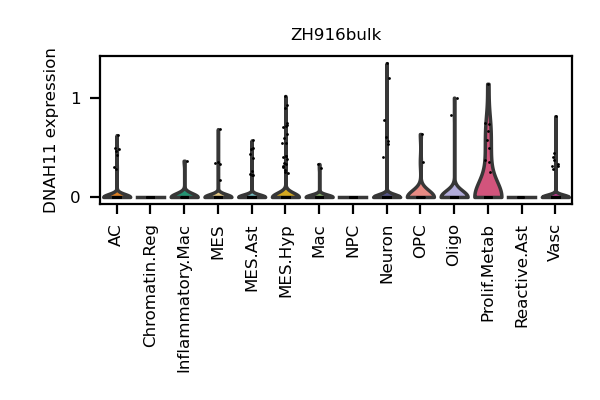 ZH916bulk
DNAH11 expression
1
0
AC
Chromatin.Reg
Inflammatory.Mac
MES
MES.Ast
MES.Hyp
Mac
NPC
Neuron
OPC
Oligo
Prolif.Metab
Reactive.Ast
Vasc